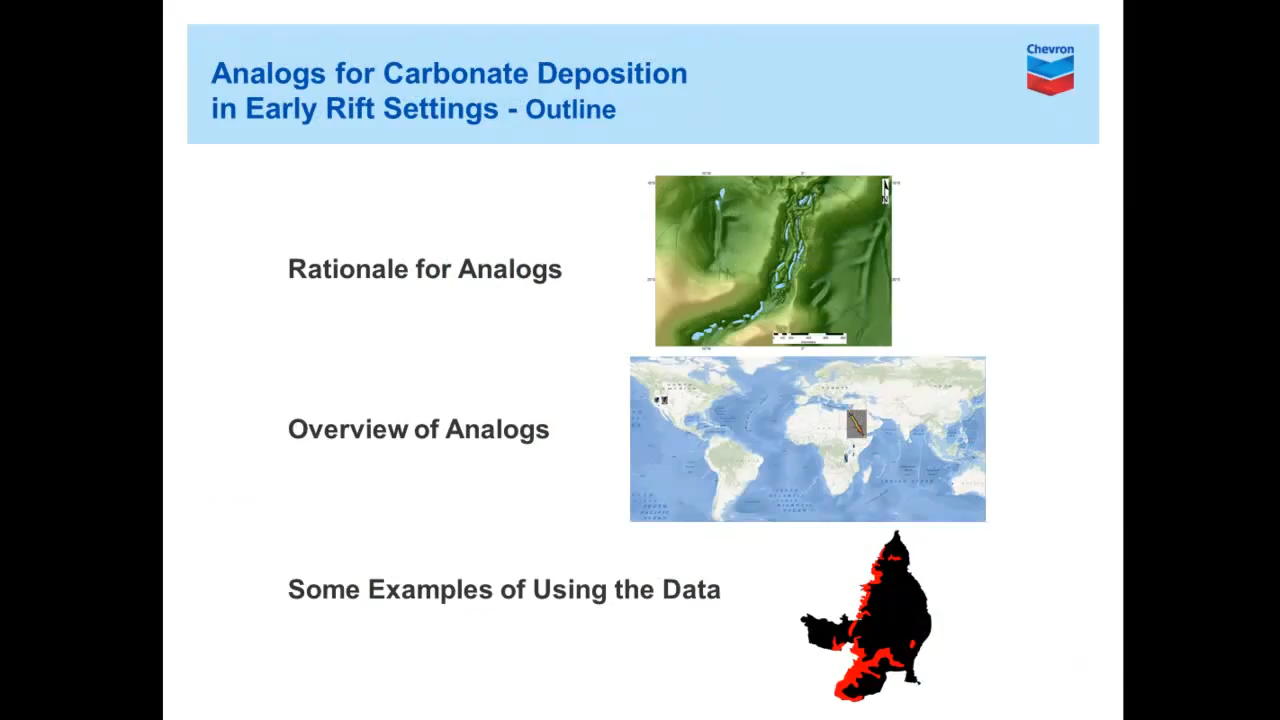 Analogs for Carbonate Deposition
in Early Rift Settings - Outline
Chevron
Rationale for Analogs
Overview of Analogs
Some Examples of Using the Data